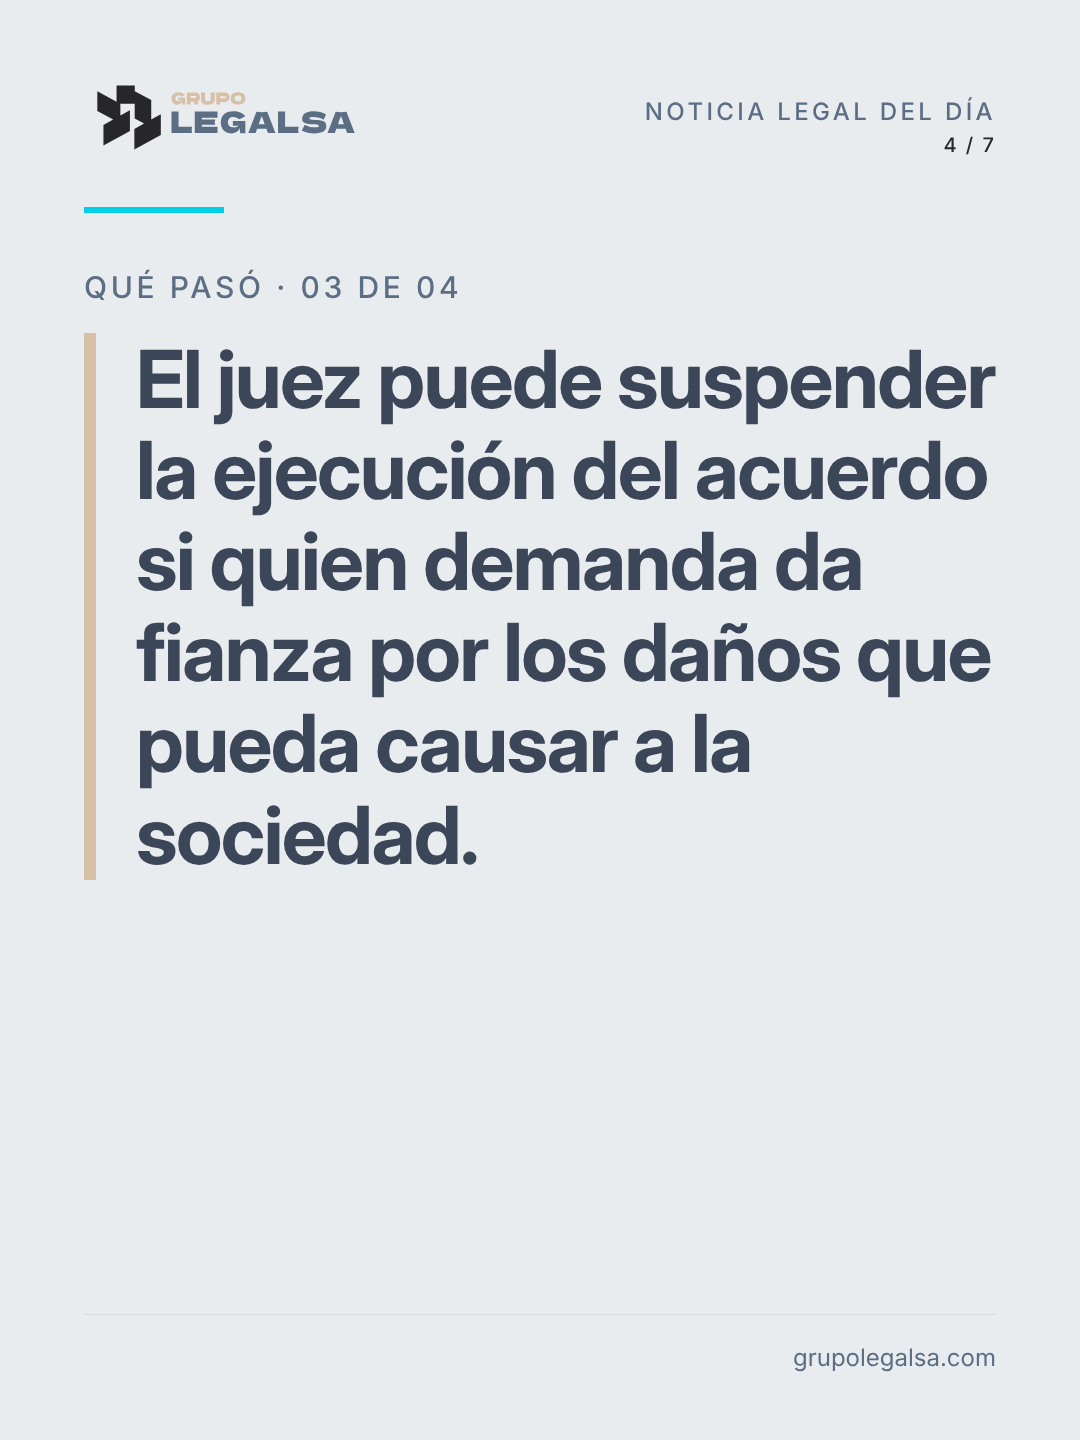 GRUPO
LEGALSA
NOTICIA LEGAL DEL DÍA
4 / 7
QUÉ PASÓ · 03 DE 04
El juez puede suspender
la ejecución del acuerdo
si quien demanda da
fianza por los daños que
pueda causar a la
sociedad.
grupolegalsa.com